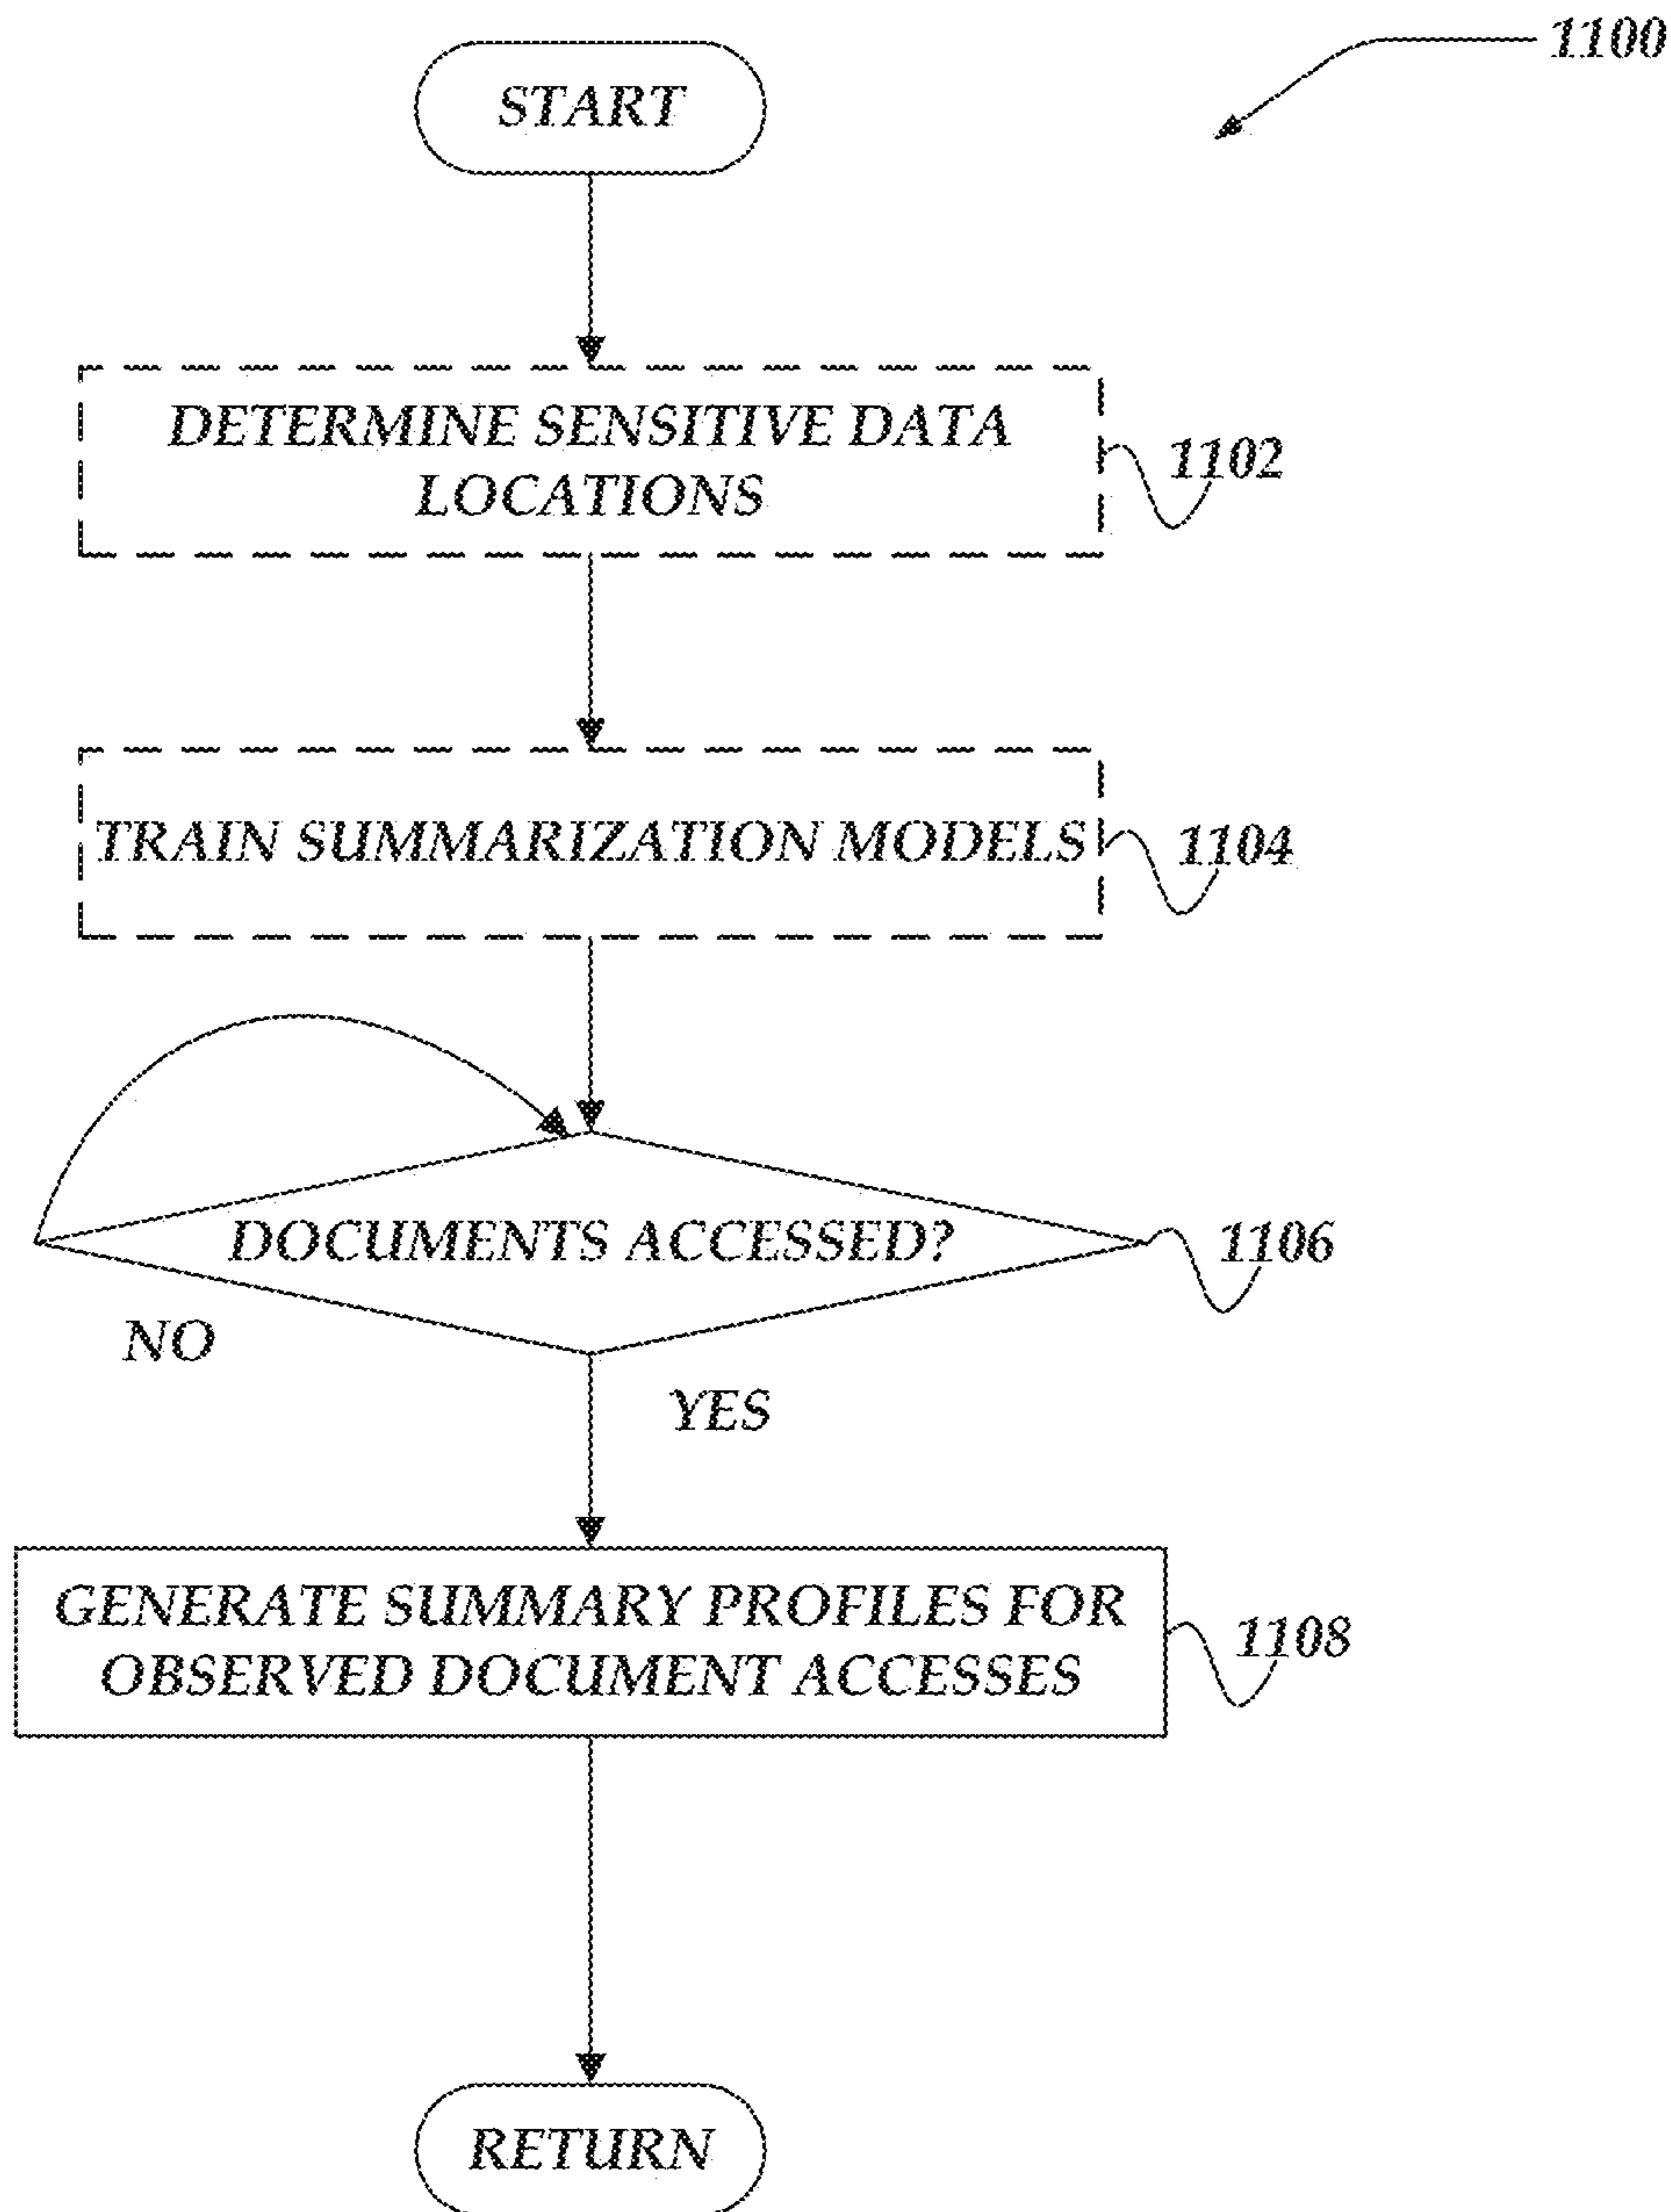 1100
START
DETERMINE SENSITIVE DATA
LOCATIONS
1102
TRAIN SUMMARIZATION MODELS
1104
DOCUMENTS ACCESSED?
1106
NO
YES
GENERATE SUMMARY PROFILES FOR
OBSERVED DOCUMENT ACCESSES
1108
RETURN